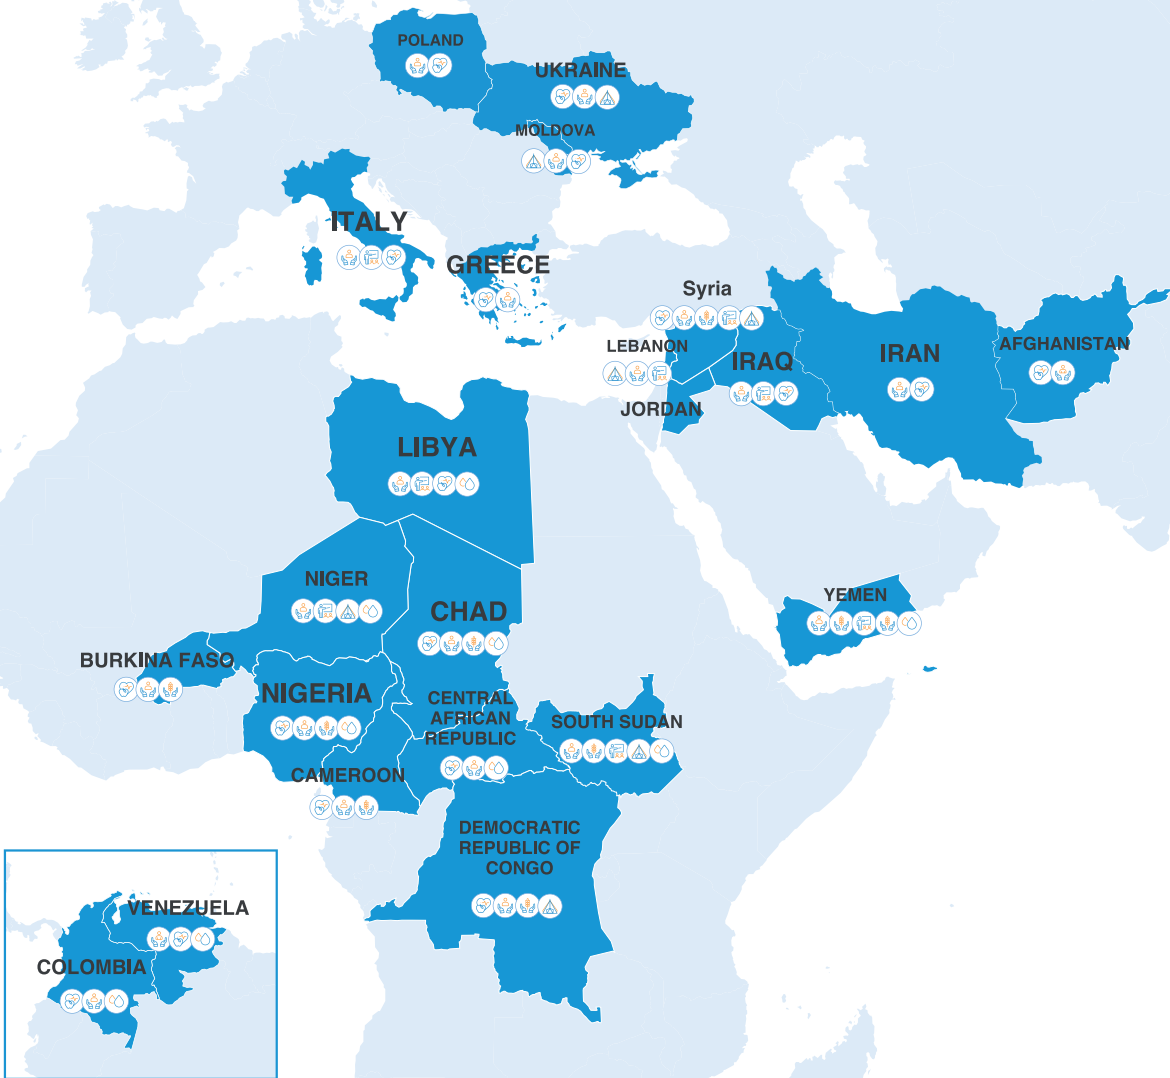 POLAND
UKRAINE
MOLDOVA
ITALY
GREECE
Syria
LEBANON
IRAQ
IRAN
AFGHANISTAN
JORDAN
LIBYA
NIGER
CHAD
YEMEN
BURKINA FASO
NIGERIA
CENTRAL
AFRICAN
REPUBLIC
SOUTH SUDAN
CAMEROON
DEMOCRATIC
REPUBLIC OF
CONGO
VENEZUELA
COLOMBIA